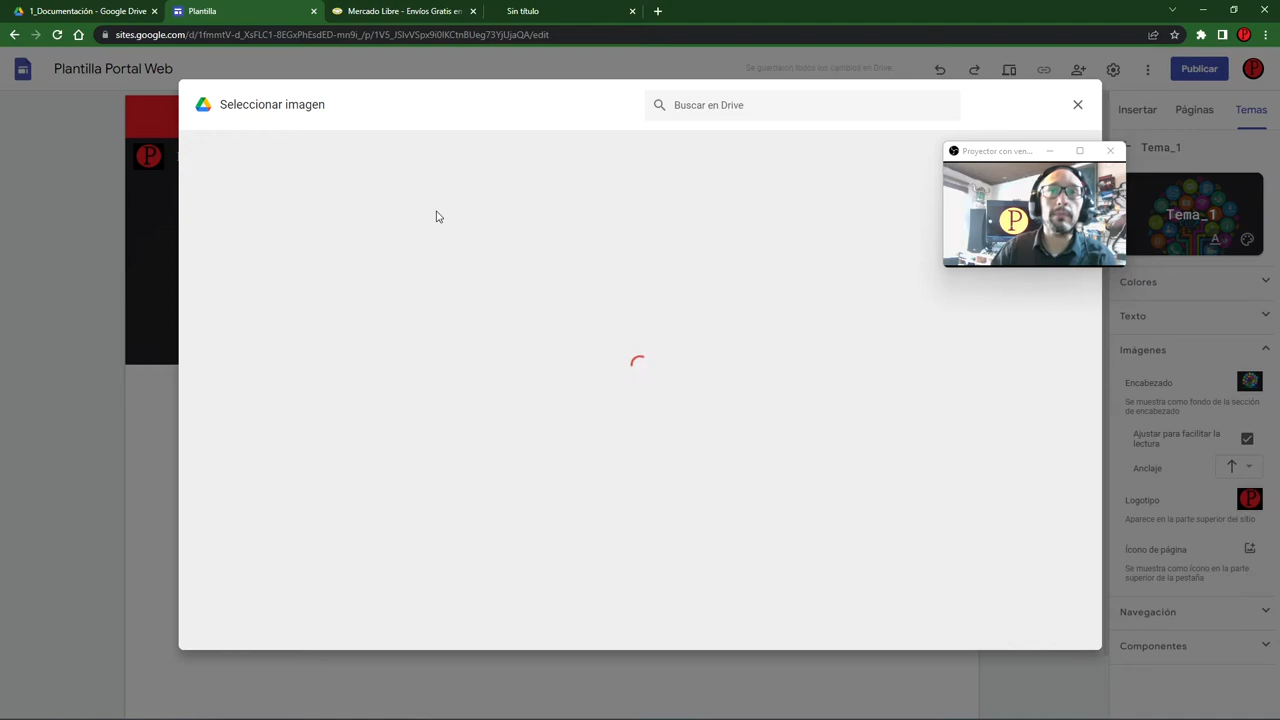 1_Documentación - Google Drive
Plantilla
Mercado Libre - Envíos Gratis en
Sin título
sites.google.com/d/1fmmtV-d_XsFLC1-8EGxPhEsdED-mn9i_/p/1V5_JSlvVSpx9i0lKCtnBUeg73YjUjaQA/edit
Plantilla Portal Web
Se guardaron todos los cambios en Drive.
Publicar
Seleccionar imagen
Buscar en Drive
Insertar
Páginas
Temas
Proyector con ven...
Tema_1
P
P
Tema_1
Colores
Texto
Imágenes
Encabezado
Se muestra como fondo de la sección
de encabezado
Ajustar para facilitar la
lectura
Anclaje
Logotipo
P
Aparece en la parte superior del sitio
Ícono de página
Se muestra como ícono en la parte
superior de la pestaña
Navegación
Componentes